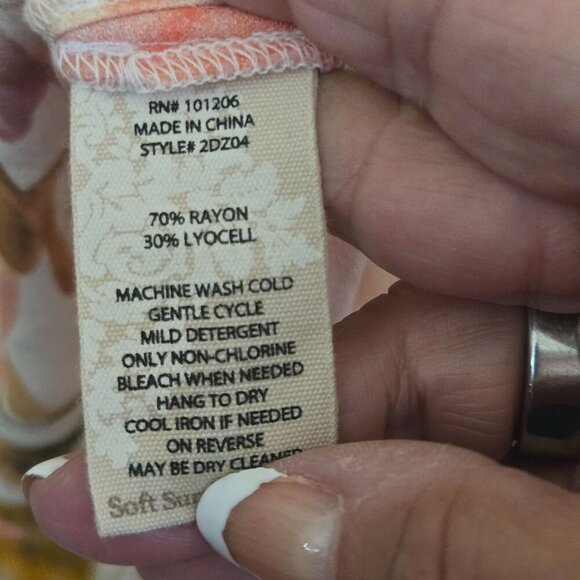 RN# 101206
MADE IN CHINA
STYLE# 2DZ04
70% RAYON
30% LYOCELL
MACHINE WASH COLD
GENTLE CYCLE
MILD DETERGENT
ONLY NON-CHLORINE
BLEACH WHEN NEEDED
HANG TO DRY
COOL IRON IF NEEDED
ON REVERSE
MAY BE DRY CLEANED
Soft